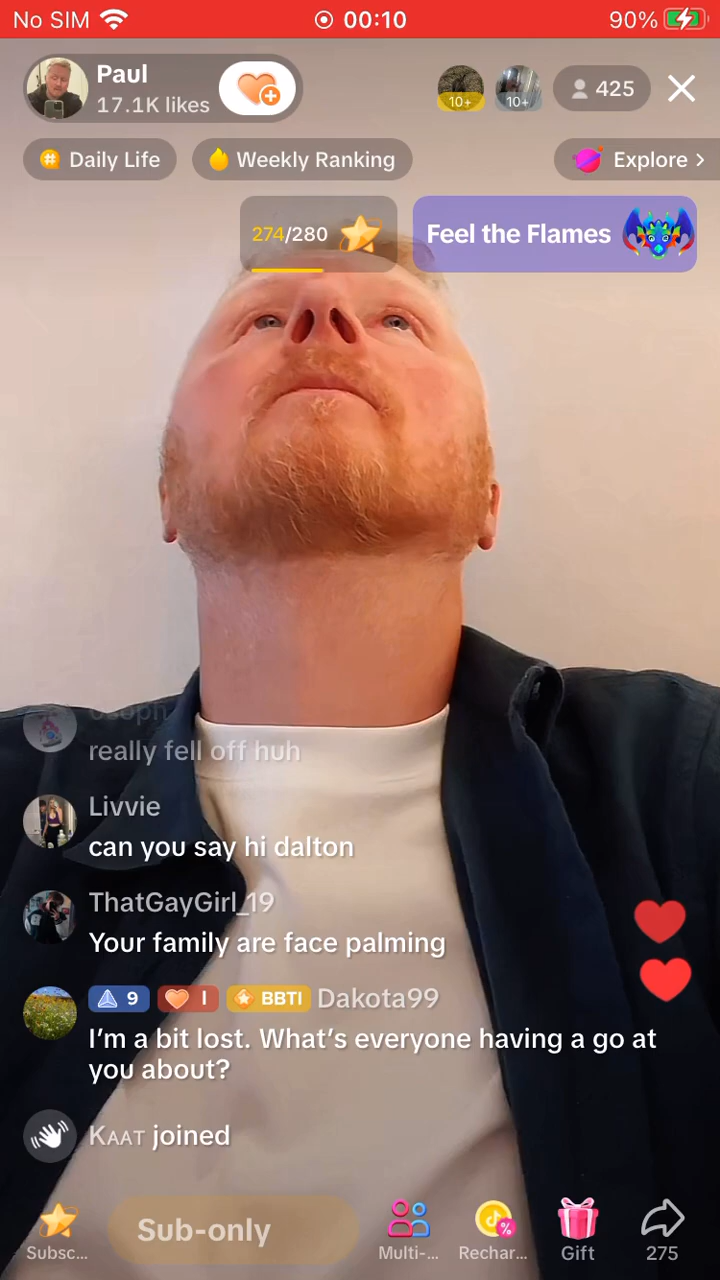 No SIM 00:10 90%
Paul
17.1K likes
10+ 10+ 425
# Daily Life Weekly Ranking Explore >
274/280 Feel the Flames
really fell off huh
Livvie
can you say hi dalton
ThatGayGirl_19
Your family are face palming
9 I BBTI Dakota99
I'm a bit lost. What's everyone having a go at
you about?
Kaat joined
Sub-only
Subsc... Multi-... Rechar... Gift 275